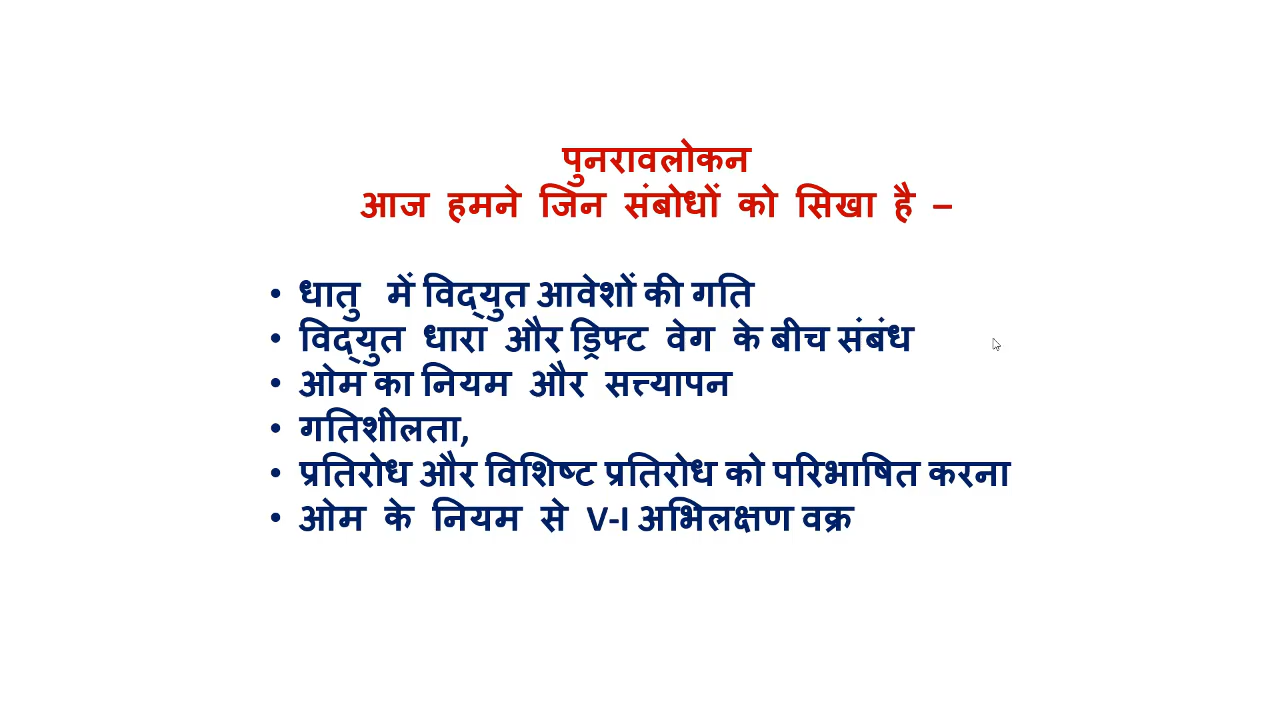 पुनरावलोकन
आज हमने जिन संबोधों को सिखा है –
• धातु में विद्युत आवेशों की गति
• विद्युत धारा और ड्रिफ्ट वेग के बीच संबंध
• ओम का नियम और सत्त्यापन
• गतिशीलता,
• प्रतिरोध और विशिष्ट प्रतिरोध को परिभाषित करना
• ओम के नियम से V-I अभिलक्षण वक्र